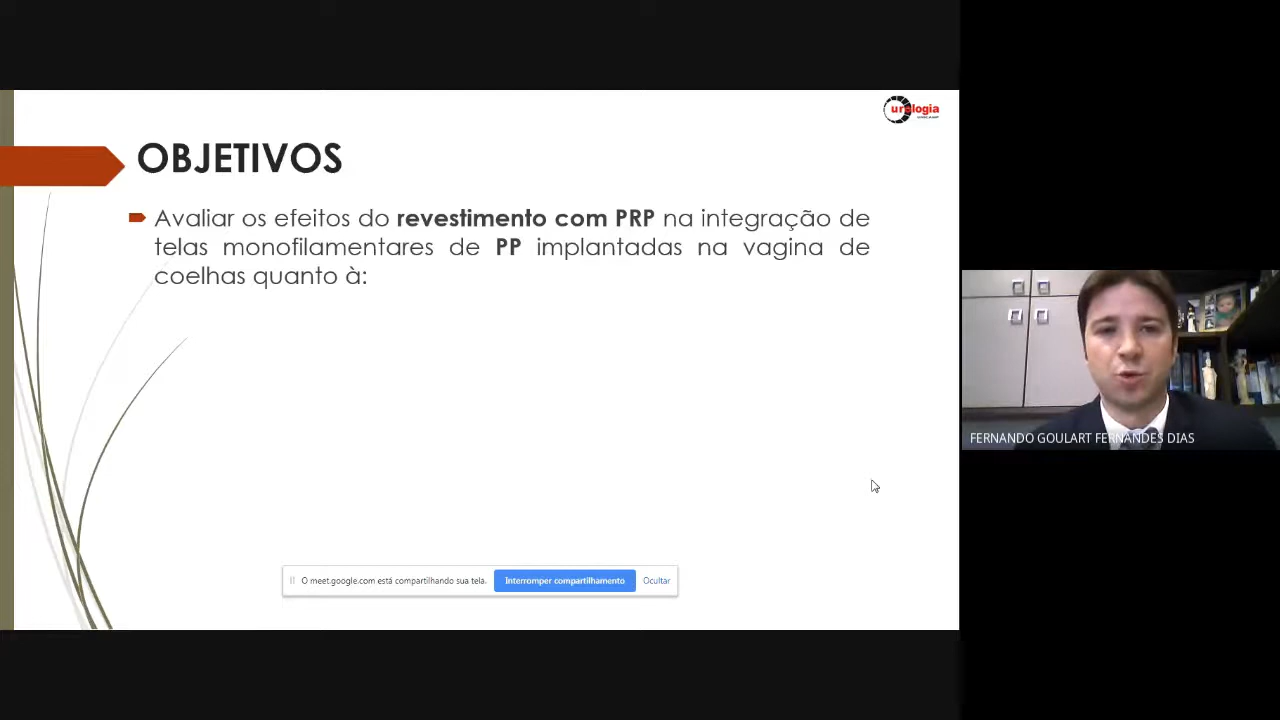 urologia
OBJETIVOS
Avaliar os efeitos do revestimento com PRP na integração de
telas monofilamentares de PP implantadas na vagina de
coelhas quanto à:
FERNANDO GOULART FERNANDES DIAS
O meet.google.com está compartilhando sua tela. Interromper compartilhamento Ocultar